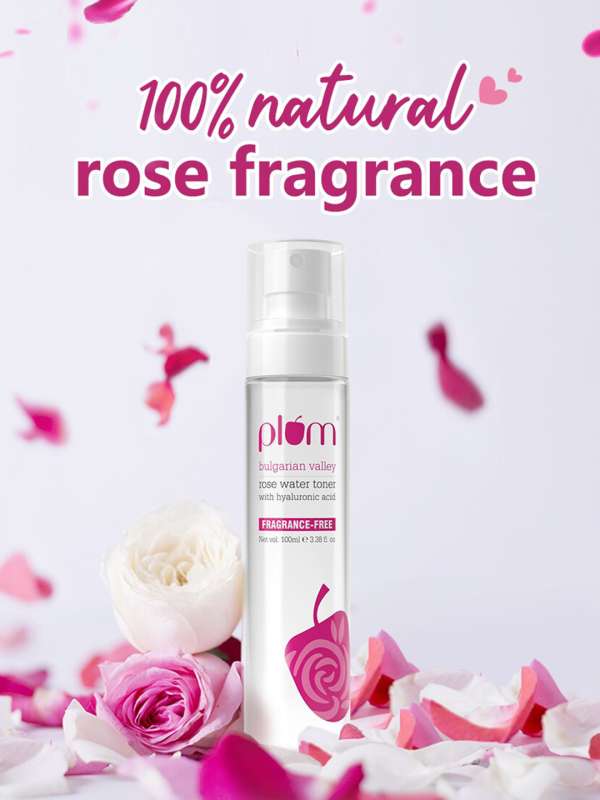 100% natural
rose fragrance
plum®
bulgarian valley
rose water toner
with hyaluronic acid
FRAGRANCE-FREE
Net vol. 100ml ℮ 3.38 fl. oz